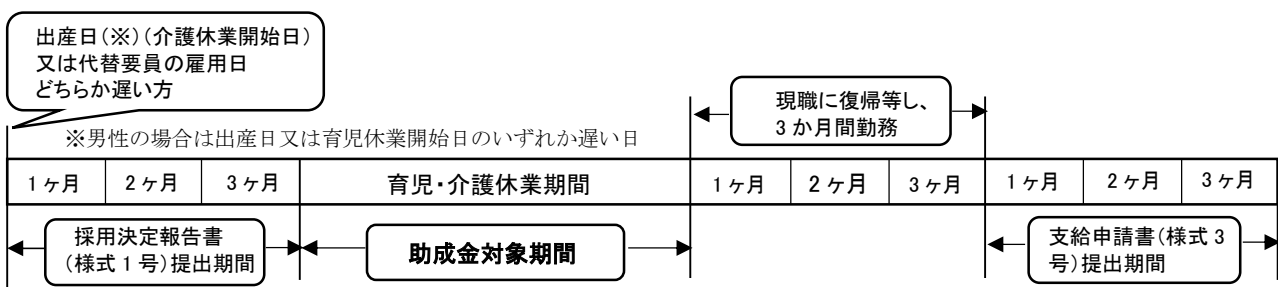 出産日(※)(介護休業開始日)
又は代替要員の雇用日
どちらか遅い方
現職に復帰等し、
3か月間勤務
※男性の場合は出産日又は育児休業開始日のいずれか遅い日
1ヶ月 2ヶ月 3ヶ月 育児・介護休業期間 1ヶ月 2ヶ月 3ヶ月 1ヶ月 2ヶ月 3ヶ月
採用決定報告書
(様式1号)提出期間
助成金対象期間
支給申請書(様式3
号)提出期間